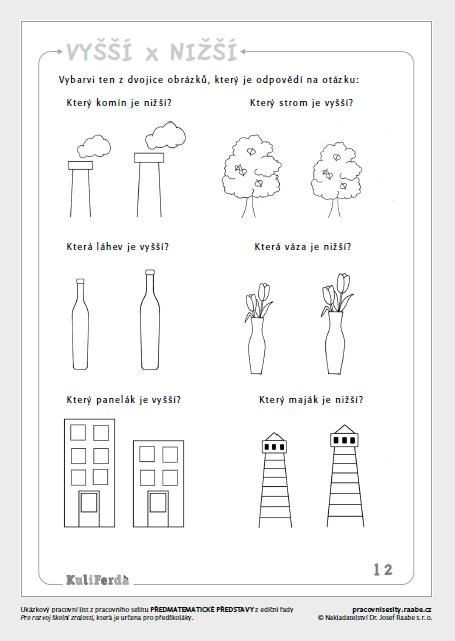 VYŠŠÍ x NIŽŠÍ
Vybarvi ten z dvojice obrázků, který je odpovědí na otázku:
Který komín je nižší?
Který strom je vyšší?
Která láhev je vyšší?
Která váza je nižší?
Který panelák je vyšší?
Který maják je nižší?
KuliFerda
12
Ukázkový pracovní list z pracovního sešitu PŘEDMATEMATICKÉ PŘEDSTAVY z ediční řady
Pro rozvoj školní zralosti, která je určena pro předškoláky.
pracovnisesity.raabe.cz
© Nakladatelství Dr. Josef Raabe s.r.o.